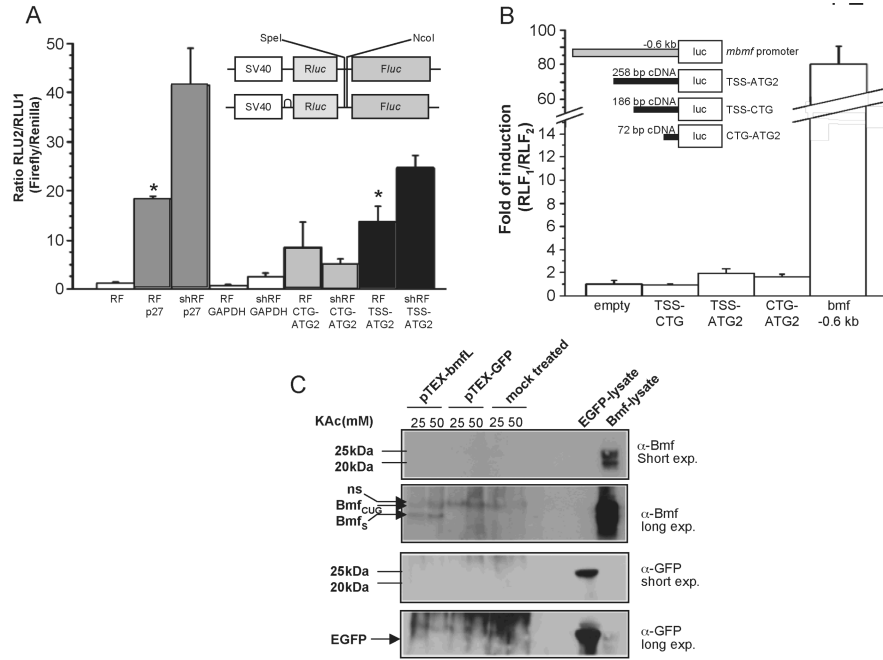 A
SpeI
NcoI
SV40
Rluc
Fluc
SV40
Rluc
Fluc
Ratio RLU2/RLU1
(Firefly/Renilla)
50
40
30
20
10
0
*
*
RF
RF p27
shRF p27
RF GAPDH
shRF GAPDH
RF CTG-ATG2
shRF CTG-ATG2
RF TSS-ATG2
shRF TSS-ATG2
B
Fold of induction
(RLF1/RLF2)
100
80
60
14
12
10
8
6
4
2
0
-0.6 kb
luc
mbmf promoter
258 bp cDNA
luc
TSS-ATG2
186 bp cDNA
luc
TSS-CTG
72 bp cDNA
luc
CTG-ATG2
empty
TSS-CTG
TSS-ATG2
CTG-ATG2
bmf -0.6 kb
C
pTEX-bmfL
pTEX-GFP
mock treated
EGFP-lysate
Bmf-lysate
KAc(mM)
25 50 25 50 25 50
25kDa
20kDa
α-Bmf
Short exp.
ns
BmfCUG
BmfS
α-Bmf
long exp.
25kDa
20kDa
α-GFP
short exp.
EGFP
α-GFP
long exp.